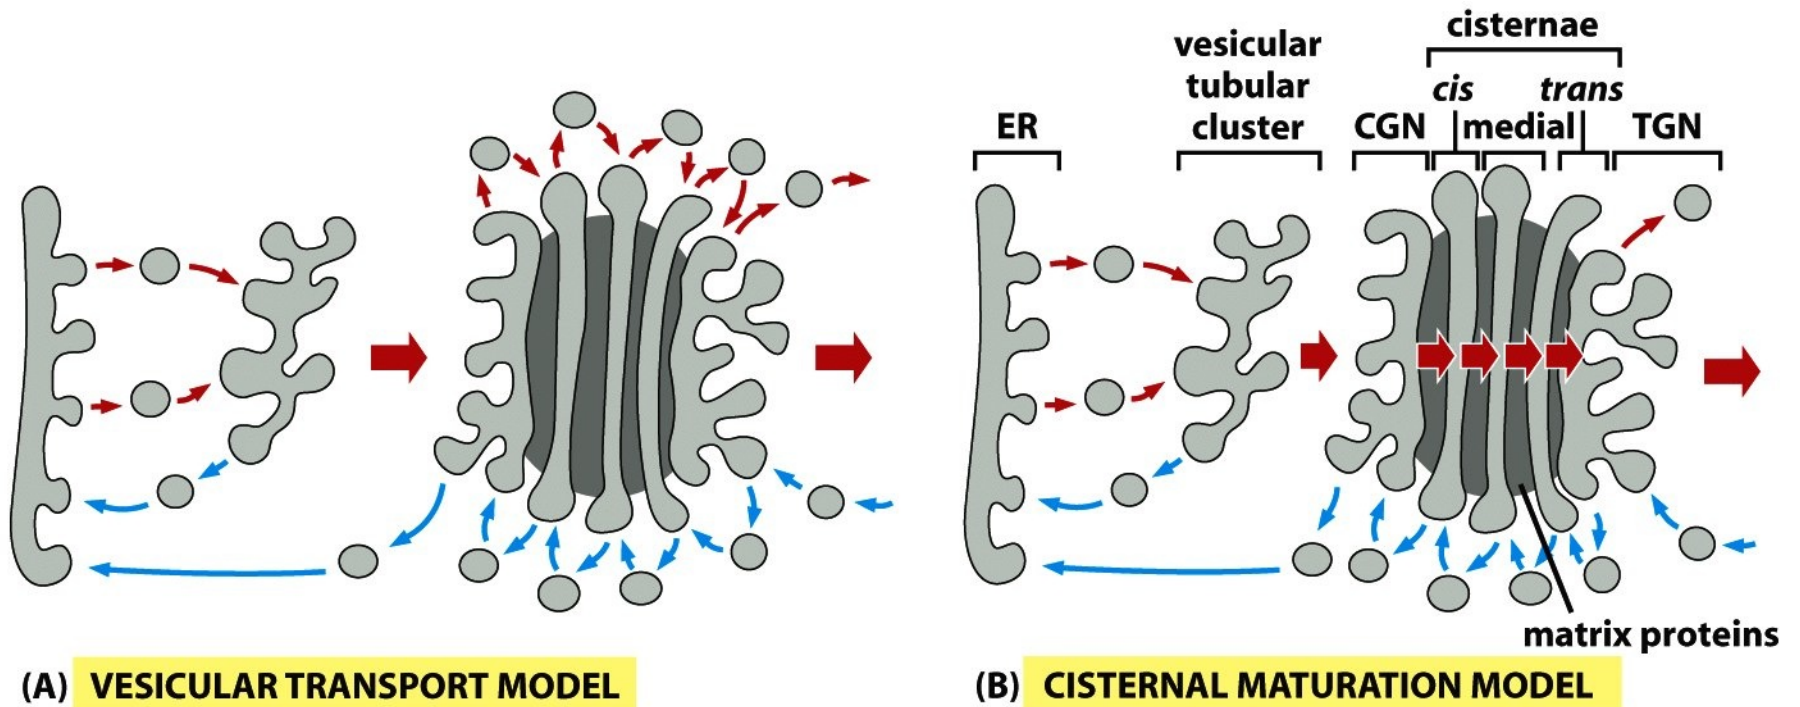 cisternae
vesicular
tubular
cluster
cis
trans
ER
CGN
medial
TGN
matrix proteins
(A) VESICULAR TRANSPORT MODEL
(B) CISTERNAL MATURATION MODEL